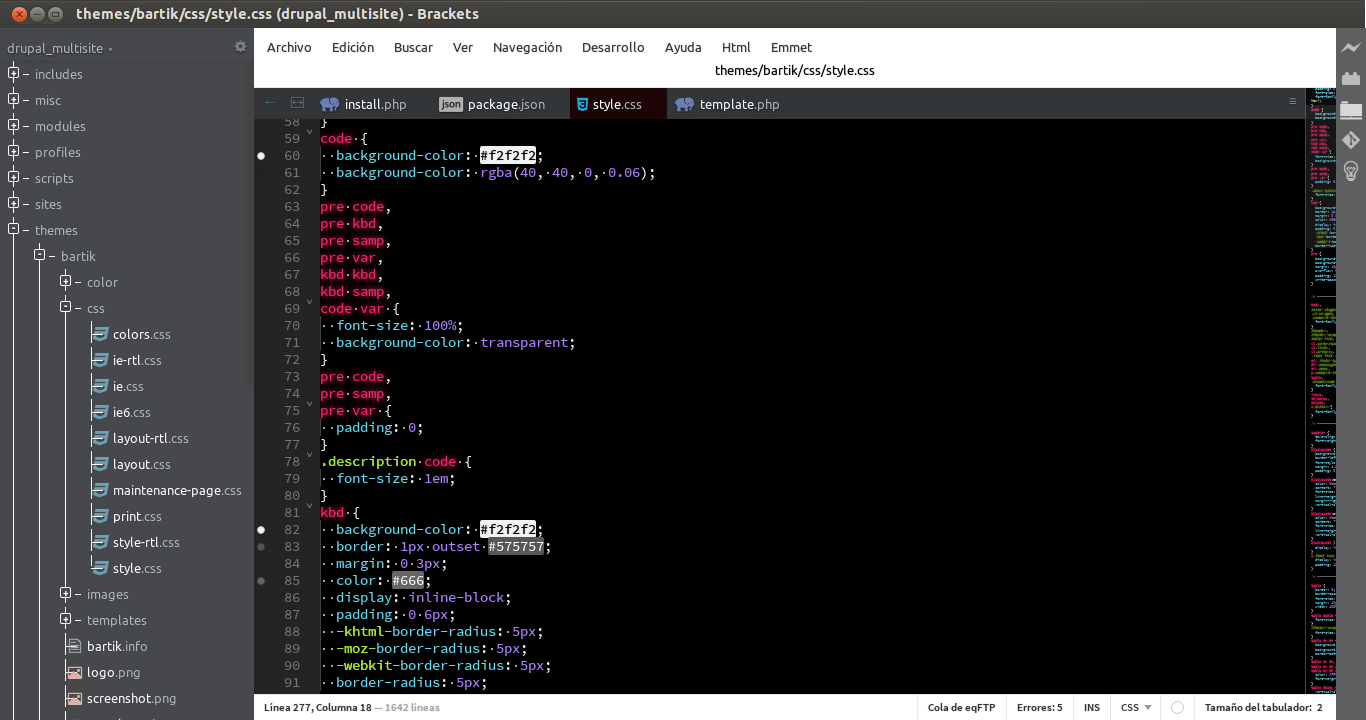 themes/bartik/css/style.css (drupal_multisite) - Brackets
drupal_multisite
includes
misc
modules
profiles
scripts
sites
themes
bartik
color
css
colors.css
ie-rtl.css
ie.css
ie6.css
layout-rtl.css
layout.css
maintenance-page.css
print.css
style-rtl.css
style.css
images
templates
bartik.info
logo.png
screenshot.png
Archivo Edición Buscar Ver Navegación Desarrollo Ayuda Html Emmet
themes/bartik/css/style.css
install.php json package.json style.css template.php
58 }
59 code·{
60 ··background-color:·#f2f2f2;
61 ··background-color:·rgba(40,·40,·0,·0.06);
62 }
63 pre·code,
64 pre·kbd,
65 pre·samp,
66 pre·var,
67 kbd·kbd,
68 kbd·samp,
69 code·var·{
70 ··font-size:·100%;
71 ··background-color:·transparent;
72 }
73 pre·code,
74 pre·samp,
75 pre·var·{
76 ··padding:·0;
77 }
78 .description·code·{
79 ··font-size:·1em;
80 }
81 kbd·{
82 ··background-color:·#f2f2f2;
83 ··border:·1px·outset·#575757;
84 ··margin:·0·3px;
85 ··color:·#666;
86 ··display:·inline-block;
87 ··padding:·0·6px;
88 ··-khtml-border-radius:·5px;
89 ··-moz-border-radius:·5px;
90 ··-webkit-border-radius:·5px;
91 ··border-radius:·5px;
Línea 277, Columna 18 — 1642 líneas
Cola de eqFTP Errores: 5 INS CSS Tamaño del tabulador: 2